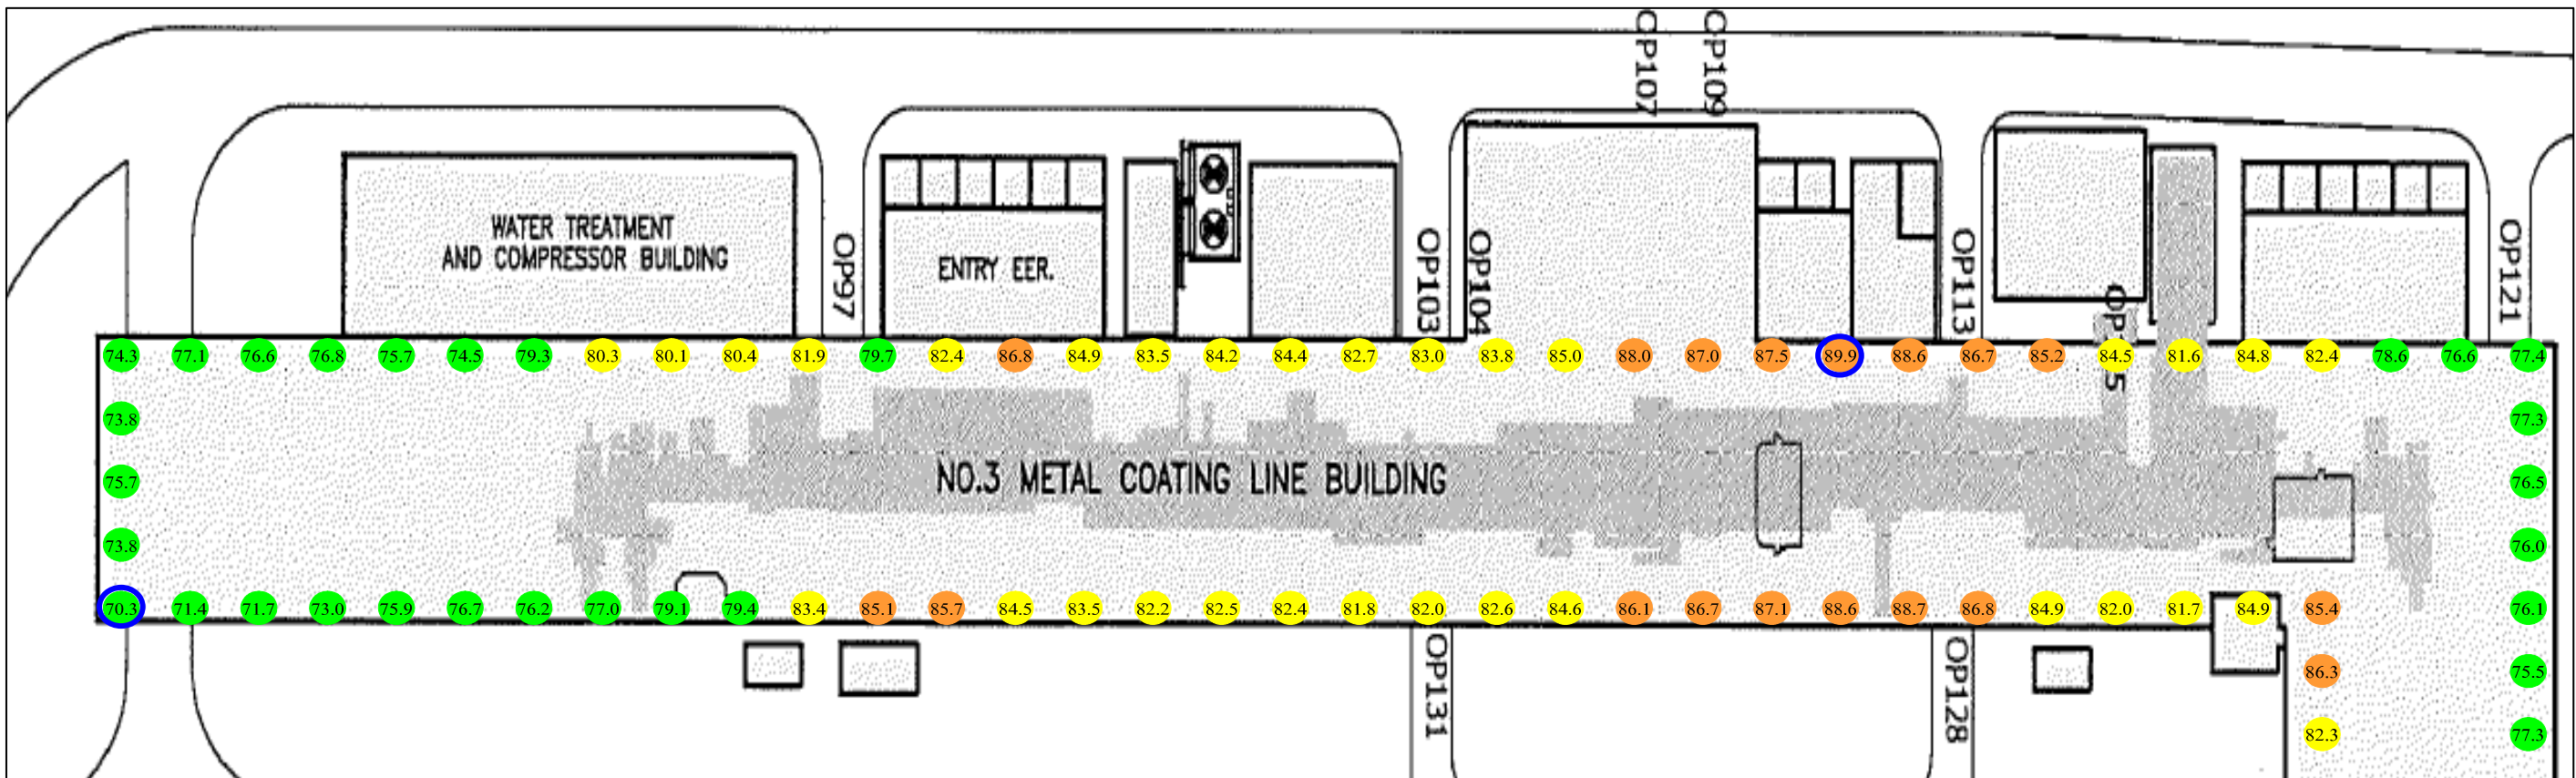 OP107
OP109
WATER TREATMENT
AND COMPRESSOR BUILDING
OP97
ENTRY EER.
OP103
OP104
OP113
OP121
74.3 77.1 76.6 76.8 75.7 74.5 79.3 80.3 80.1 80.4 81.9 79.7 82.4 86.8 84.9 83.5 84.2 84.4 82.7 83.0 83.8 85.0 88.0 87.0 87.5 89.9 88.6 86.7 85.2 84.5 81.6 84.8 82.4 78.6 76.6 77.4
73.8 77.3
75.7 76.5
NO.3 METAL COATING LINE BUILDING
73.8 76.0
70.3 71.4 71.7 73.0 75.9 76.7 76.2 77.0 79.1 79.4 83.4 85.1 85.7 84.5 83.5 82.2 82.5 82.4 81.8 82.0 82.6 84.6 86.1 86.7 87.1 88.6 88.7 86.8 84.9 82.0 81.7 84.9 85.4 76.1
OP131
OP128
86.3 75.5
82.3 77.3